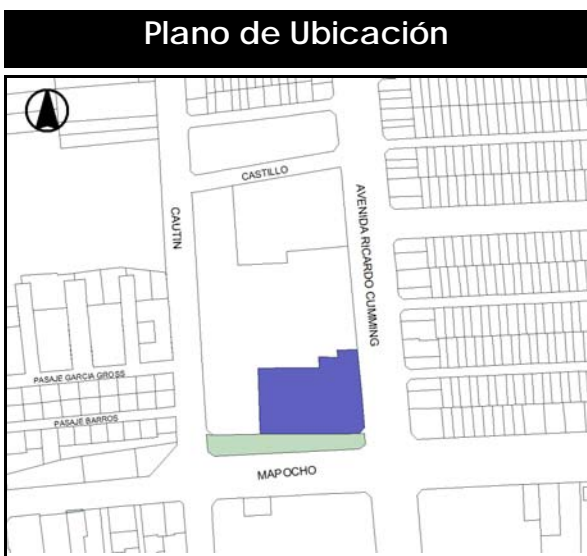 Plano de Ubicación
CASTILLO
CAUTIN
AVENIDA RICARDO CUMMING
PASAJE GARCIA GROSS
PASAJE BARROS
MAPOCHO